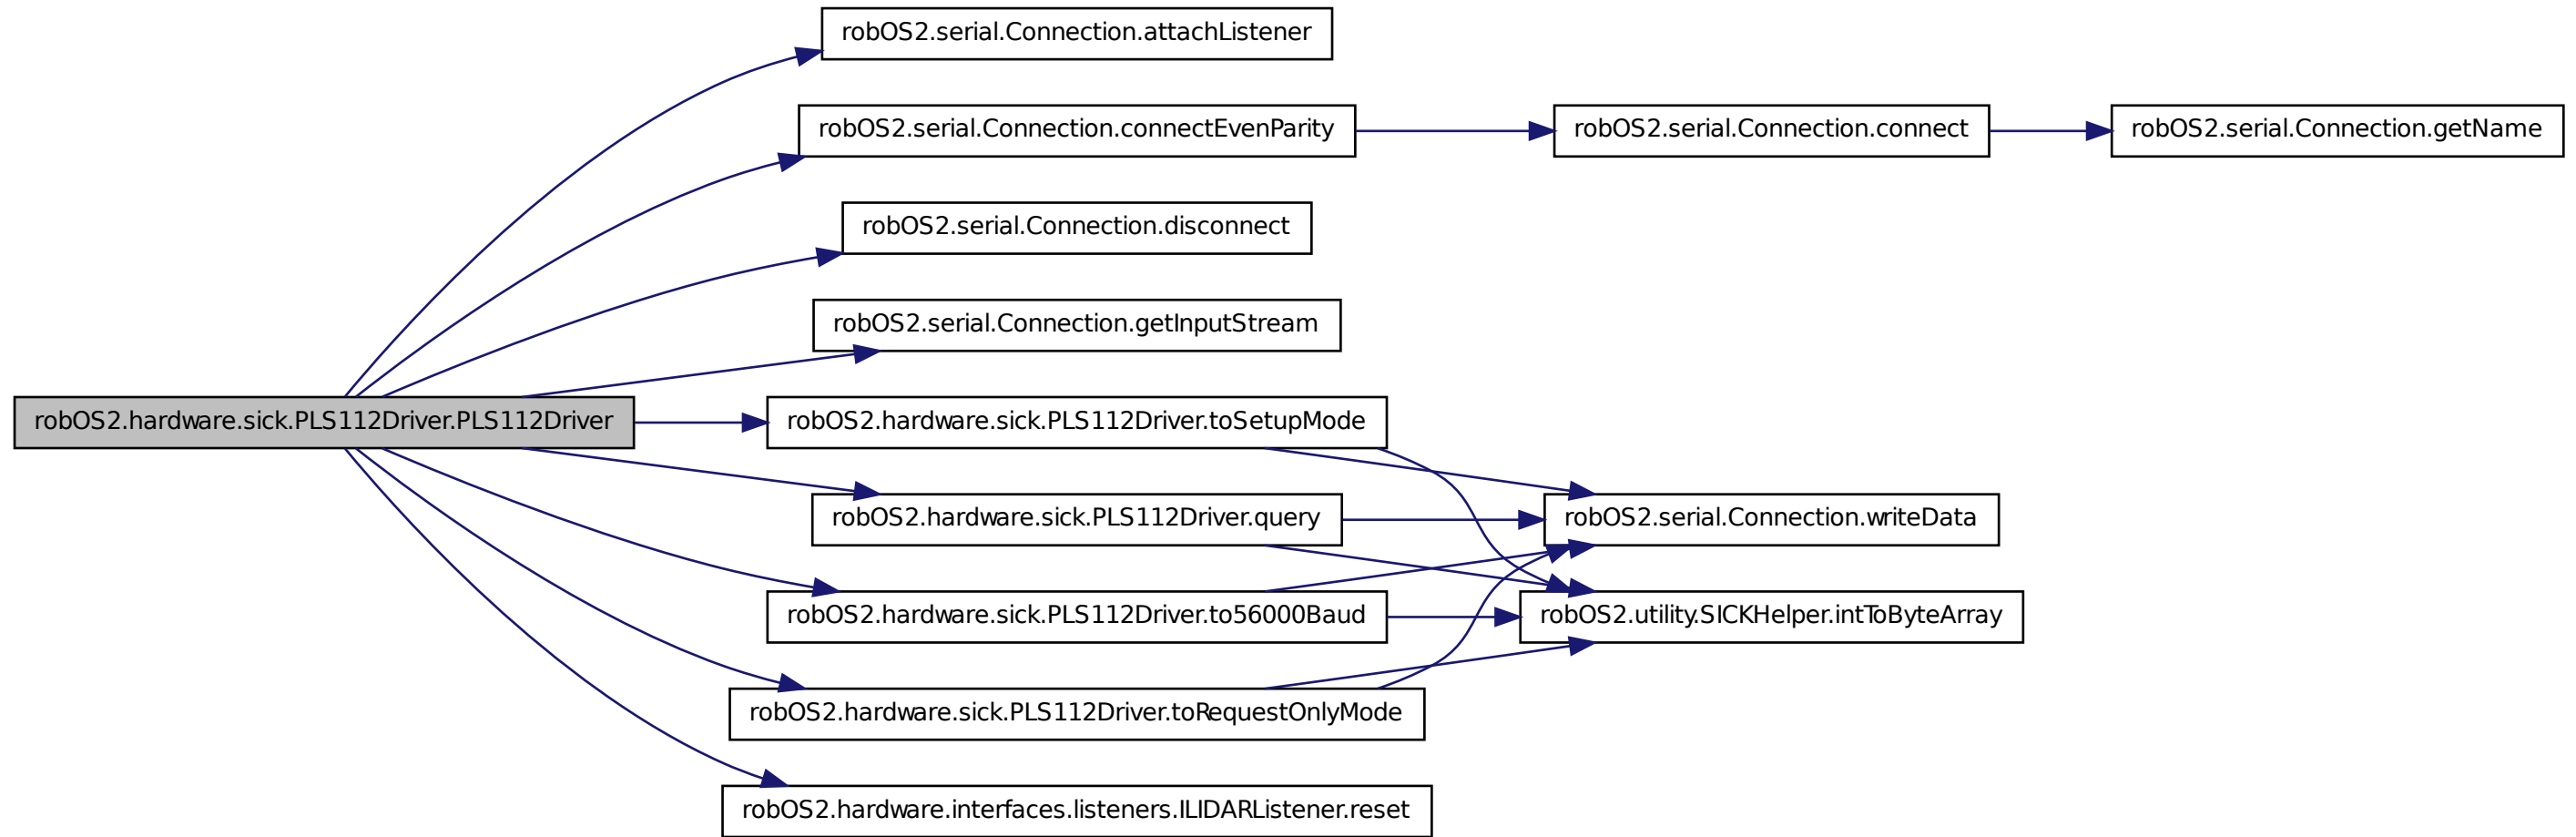 robOS2.serial.Connection.attachListener
robOS2.serial.Connection.connectEvenParity
robOS2.serial.Connection.connect
robOS2.serial.Connection.getName
robOS2.serial.Connection.disconnect
robOS2.serial.Connection.getInputStream
robOS2.hardware.sick.PLS112Driver.PLS112Driver
robOS2.hardware.sick.PLS112Driver.toSetupMode
robOS2.hardware.sick.PLS112Driver.query
robOS2.serial.Connection.writeData
robOS2.hardware.sick.PLS112Driver.to56000Baud
robOS2.utility.SICKHelper.intToByteArray
robOS2.hardware.sick.PLS112Driver.toRequestOnlyMode
robOS2.hardware.interfaces.listeners.ILIDARListener.reset